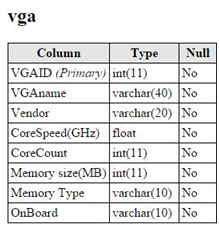 vga
Column Type Null
VGAID (Primary) int(11) No
VGAname varchar(40) No
Vendor varchar(20) No
CoreSpeed(GHz) float No
CoreCount int(11) No
Memory size(MB) int(11) No
Memory Type varchar(10) No
OnBoard varchar(10) No